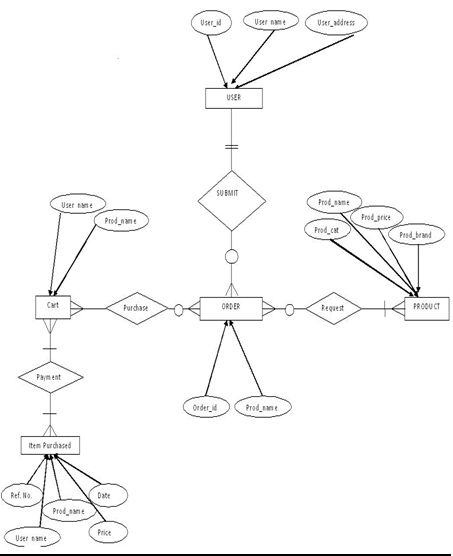 User_id
User name
User_address
USER
SUBMIT
User name
Prod_name
Prod_name
Prod_price
Prod_cat
Prod_brand
Cart
Purchase
ORDER
Request
PRODUCT
Payment
Order_id
Prod_name
Item Purchased
Ref. No.
Date
Prod_name
User name
Price